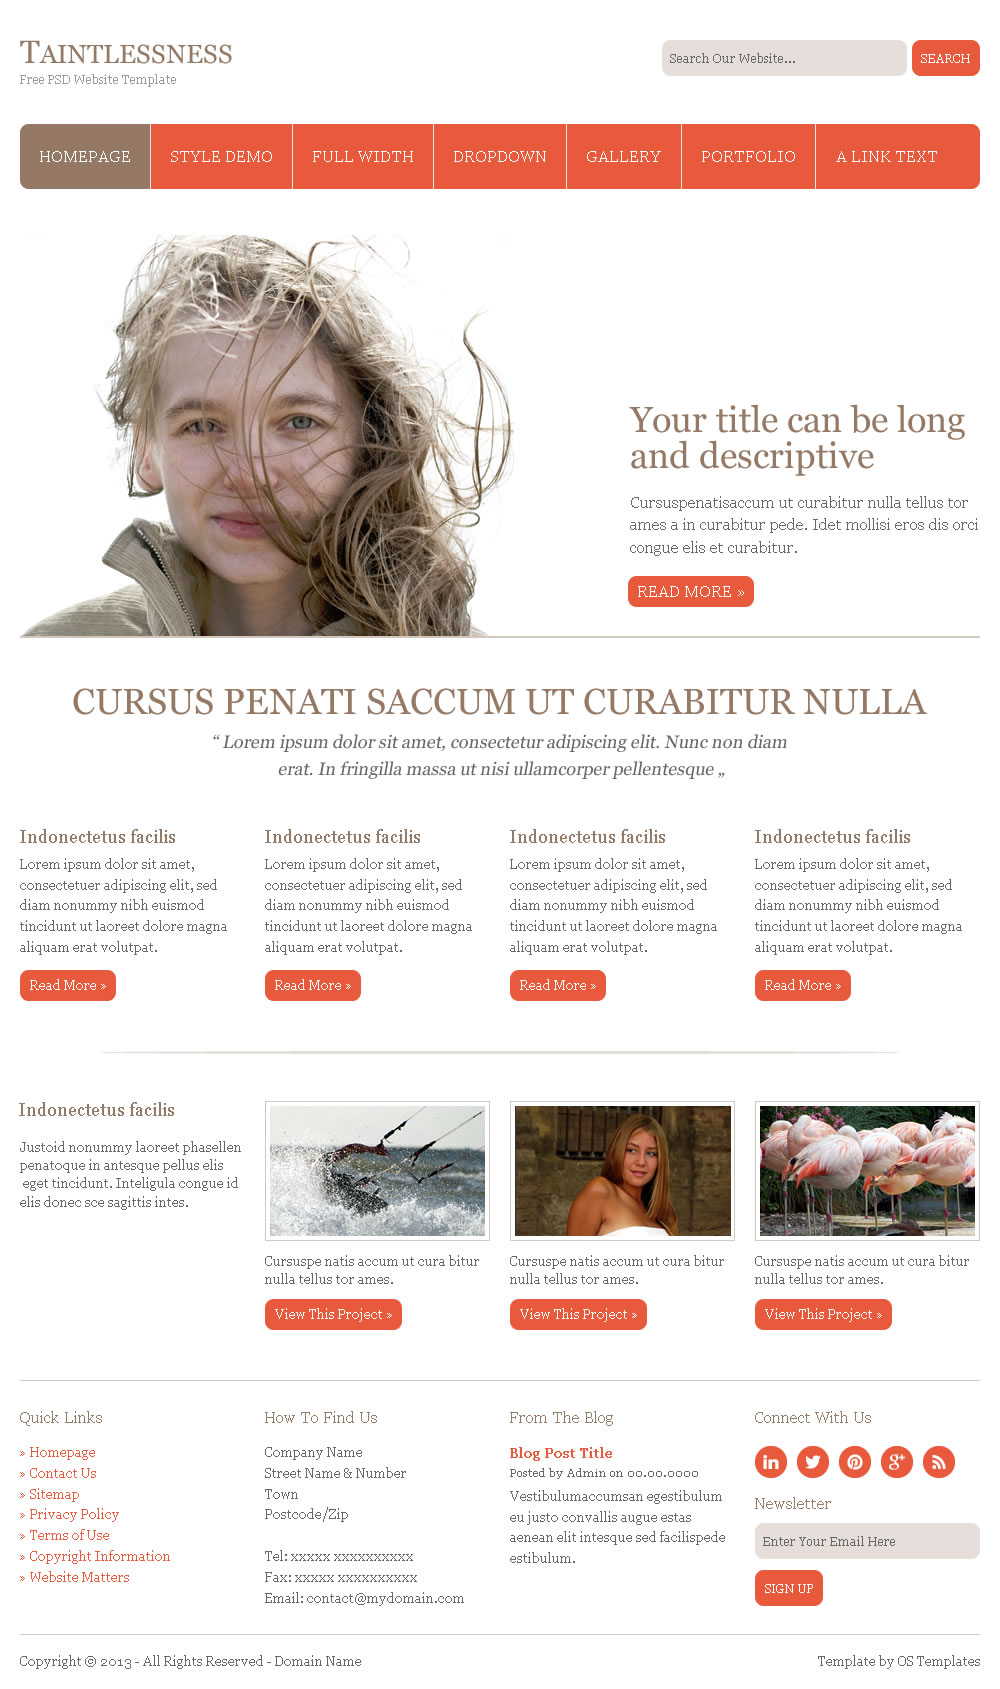 TAINTLESSNESS
Free PSD Website Template
Search Our Website...
SEARCH
HOMEPAGE
STYLE DEMO
FULL WIDTH
DROPDOWN
GALLERY
PORTFOLIO
A LINK TEXT
Your title can be long
and descriptive
Cursuspenatisaccum ut curabitur nulla tellus tor
ames a in curabitur pede. Idet mollisi eros dis orci
congue elis et curabitur.
READ MORE »
CURSUS PENATI SACCUM UT CURABITUR NULLA
“ Lorem ipsum dolor sit amet, consectetur adipiscing elit. Nunc non diam
erat. In fringilla massa ut nisi ullamcorper pellentesque „
Indonectetus facilis
Lorem ipsum dolor sit amet,
consectetuer adipiscing elit, sed
diam nonummy nibh euismod
tincidunt ut laoreet dolore magna
aliquam erat volutpat.
Read More »
Indonectetus facilis
Lorem ipsum dolor sit amet,
consectetuer adipiscing elit, sed
diam nonummy nibh euismod
tincidunt ut laoreet dolore magna
aliquam erat volutpat.
Read More »
Indonectetus facilis
Lorem ipsum dolor sit amet,
consectetuer adipiscing elit, sed
diam nonummy nibh euismod
tincidunt ut laoreet dolore magna
aliquam erat volutpat.
Read More »
Indonectetus facilis
Lorem ipsum dolor sit amet,
consectetuer adipiscing elit, sed
diam nonummy nibh euismod
tincidunt ut laoreet dolore magna
aliquam erat volutpat.
Read More »
Indonectetus facilis
Justoid nonummy laoreet phasellen
penatoque in antesque pellus elis
eget tincidunt. Inteligula congue id
elis donec sce sagittis intes.
Cursuspe natis accum ut cura bitur
nulla tellus tor ames.
View This Project »
Cursuspe natis accum ut cura bitur
nulla tellus tor ames.
View This Project »
Cursuspe natis accum ut cura bitur
nulla tellus tor ames.
View This Project »
Quick Links
» Homepage
» Contact Us
» Sitemap
» Privacy Policy
» Terms of Use
» Copyright Information
» Website Matters
How To Find Us
Company Name
Street Name & Number
Town
Postcode/Zip
Tel: xxxxx xxxxxxxxxx
Fax: xxxxx xxxxxxxxxx
Email: contact@mydomain.com
From The Blog
Blog Post Title
Posted by Admin on 00.00.0000
Vestibulumaccumsan egestibulum
eu justo convallis augue estas
aenean elit intesque sed facilispede
estibulum.
Connect With Us
Newsletter
Enter Your Email Here
SIGN UP
Copyright © 2013 - All Rights Reserved - Domain Name
Template by OS Templates